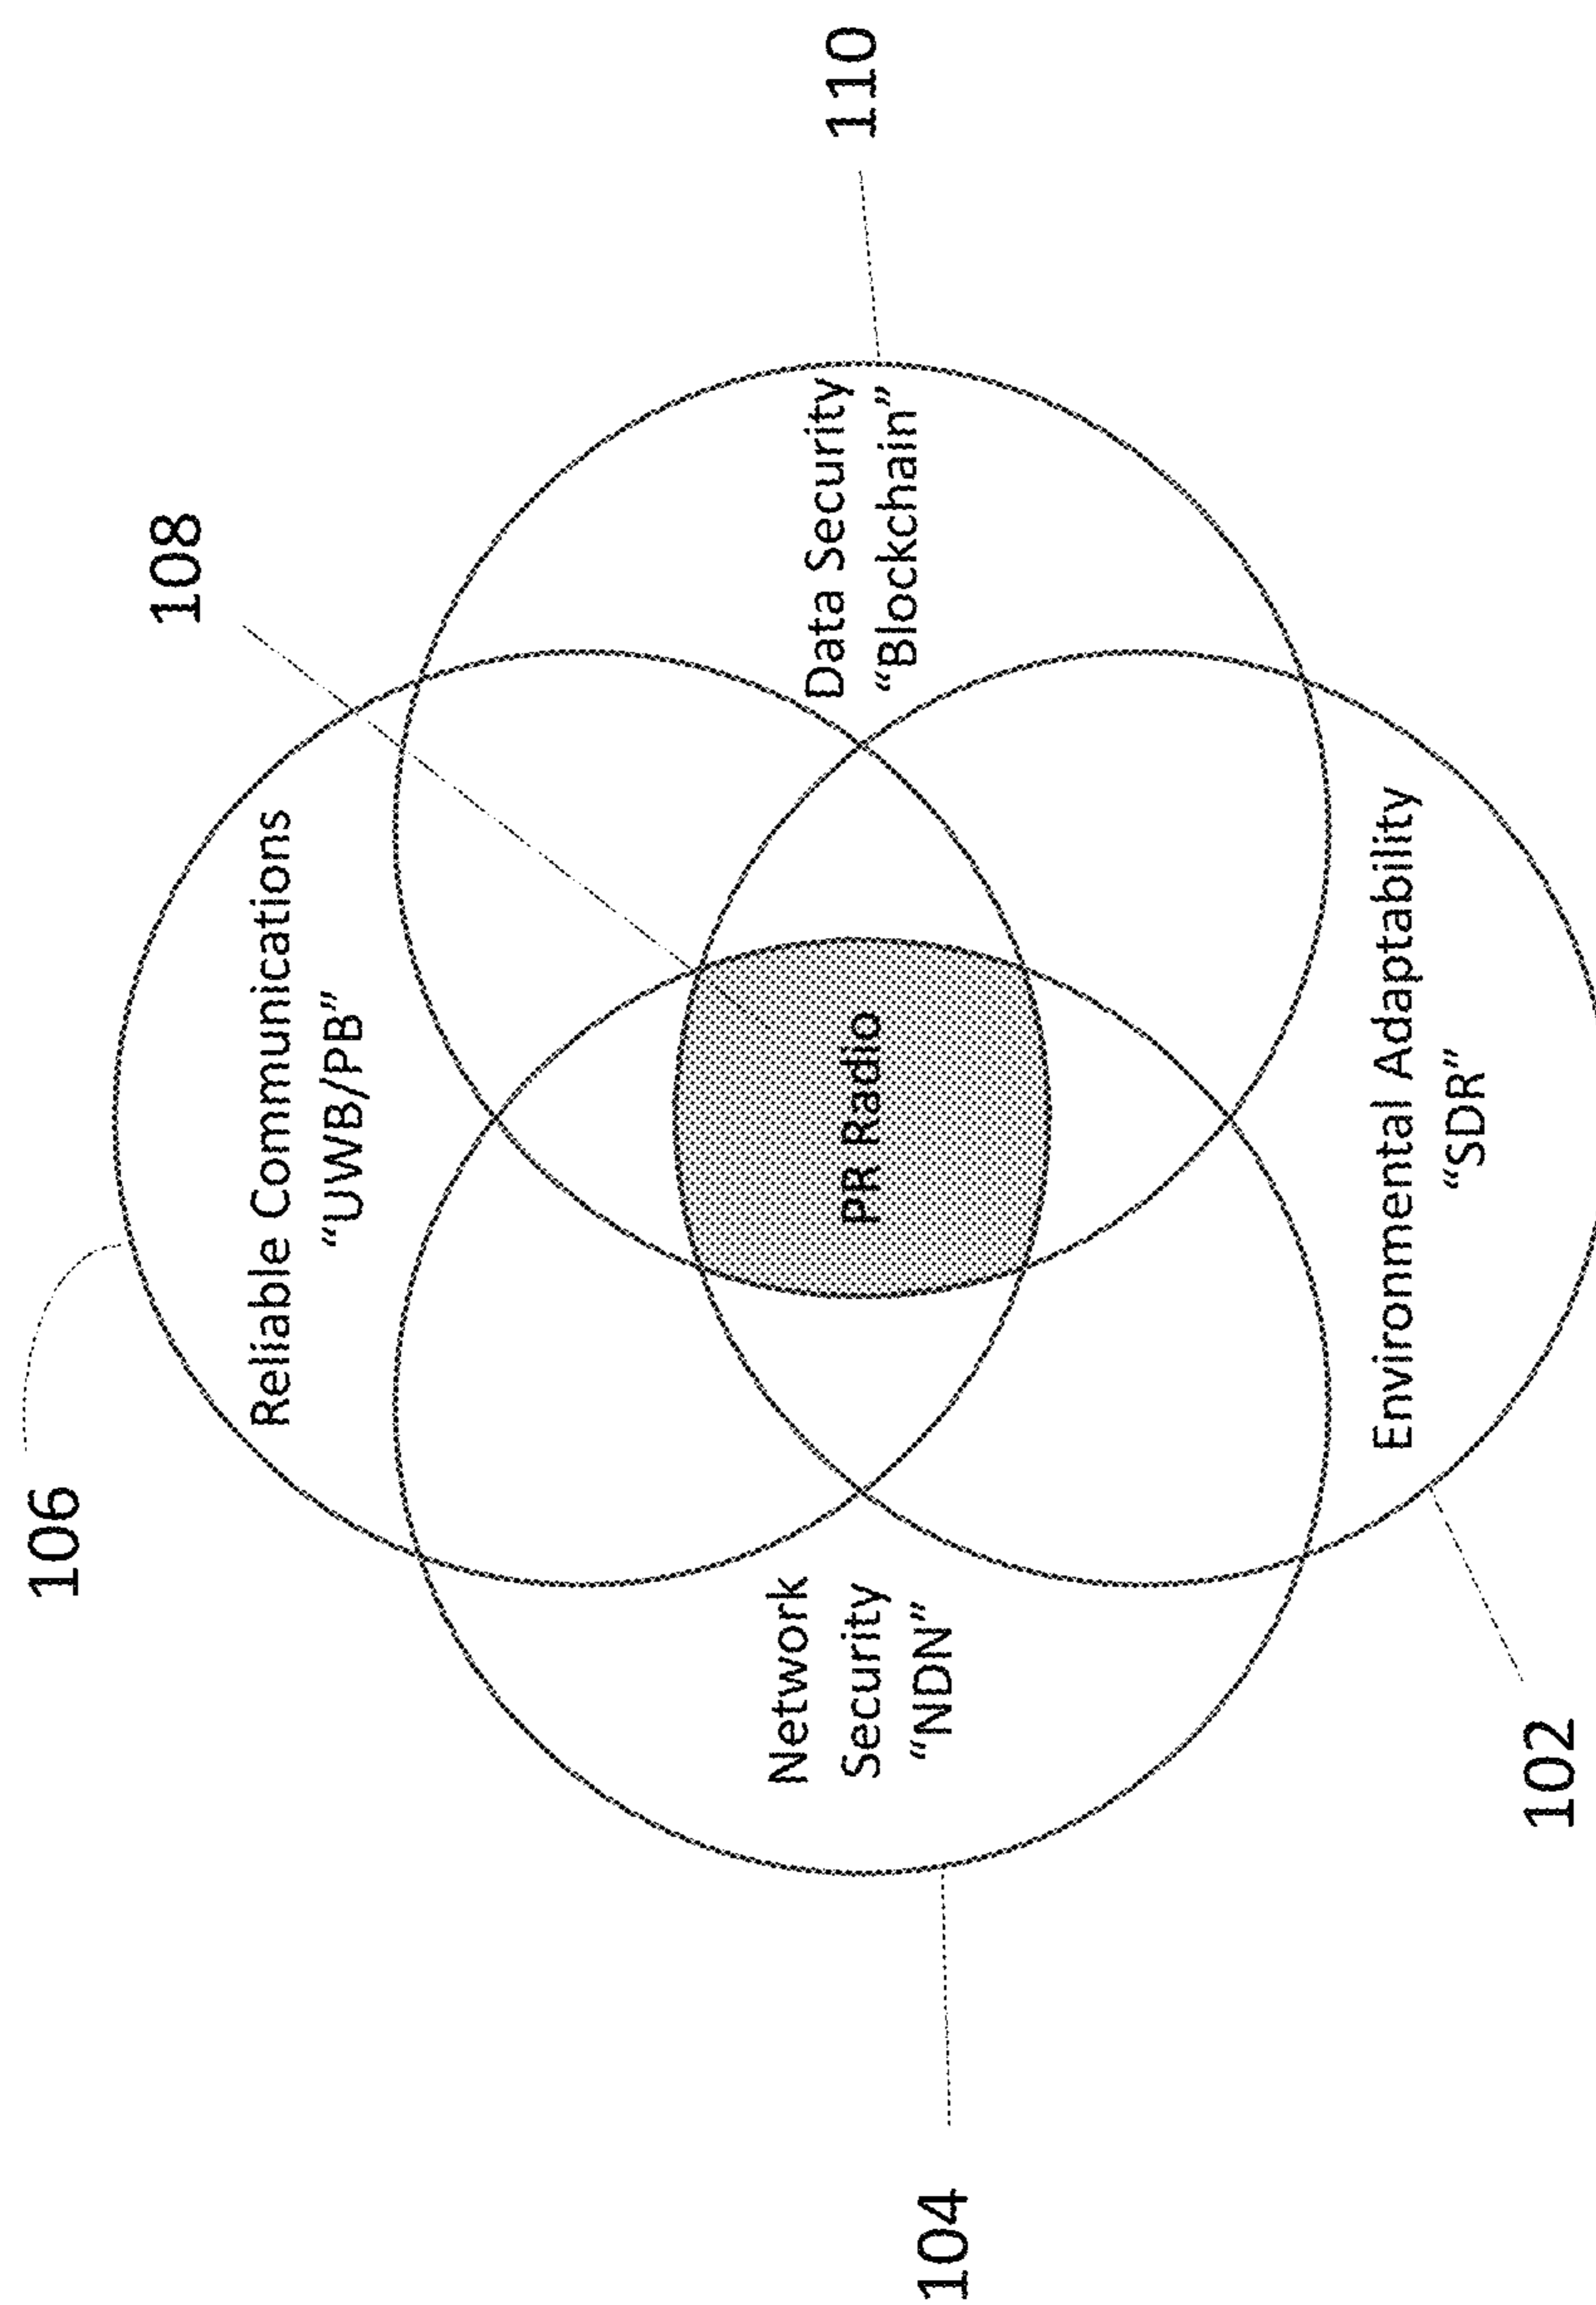 106
Reliable Communications
“UWB/PB”
108
Network
Security
“NDN”
PR Radio
Data Security
“Blockchain”
110
104
Environmental Adaptability
“SDR”
102